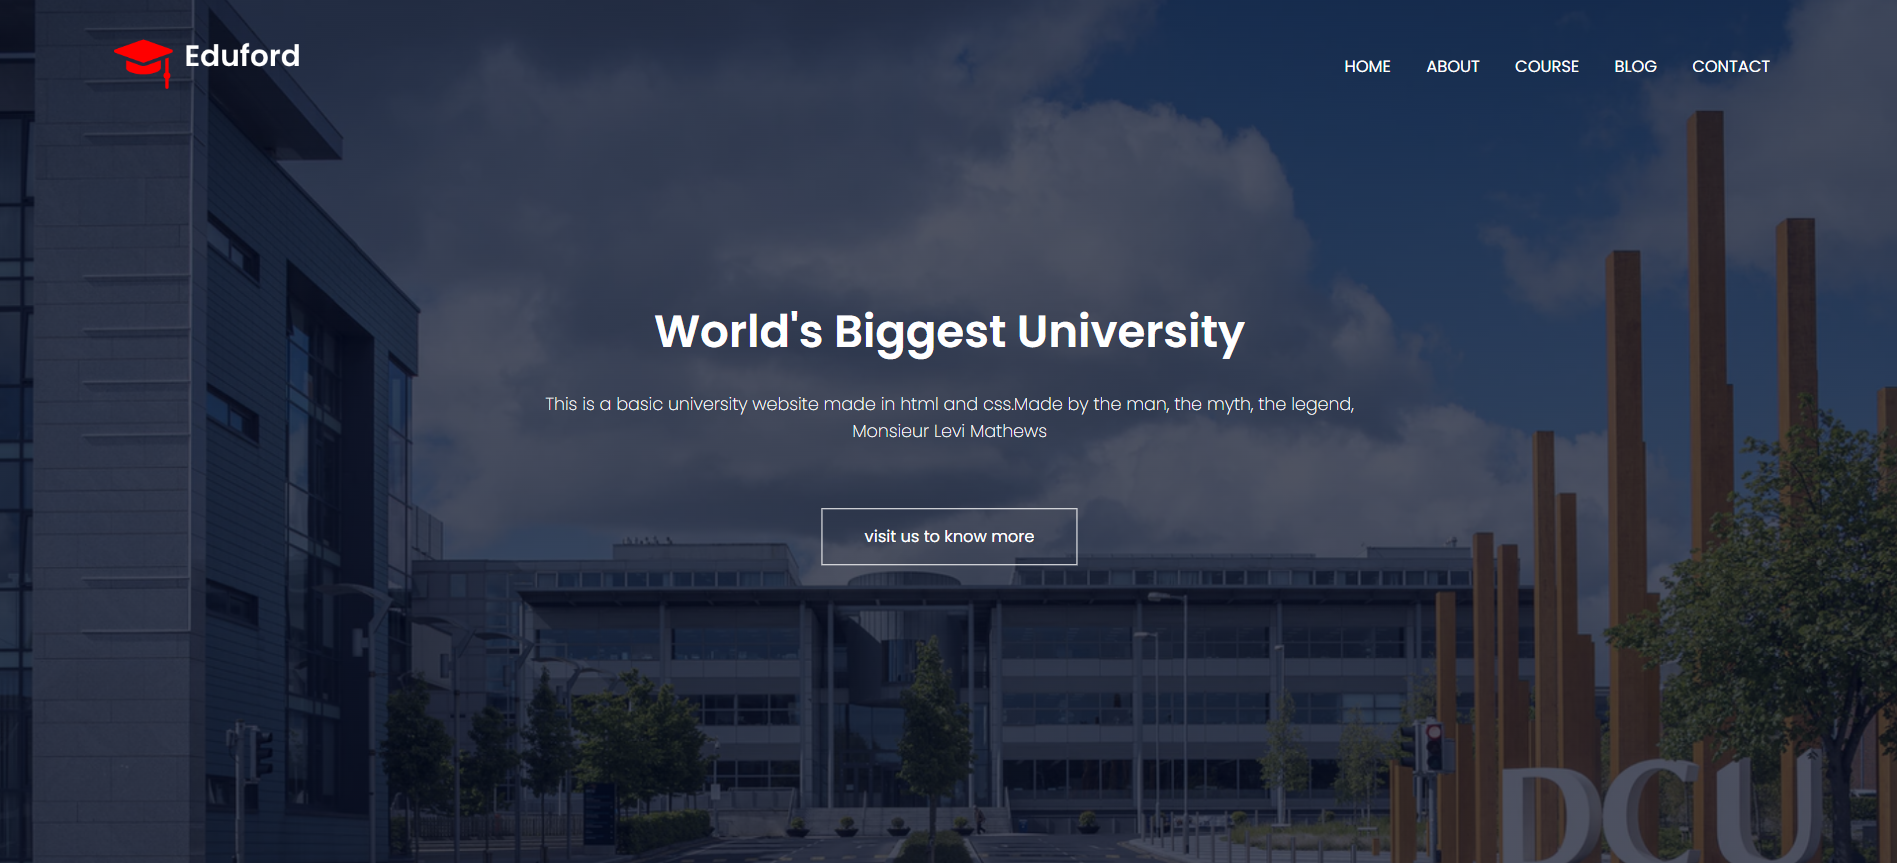 Eduford
HOME ABOUT COURSE BLOG CONTACT
World's Biggest University
This is a basic university website made in html and css.Made by the man, the myth, the legend,
Monsieur Levi Mathews
visit us to know more
DCU